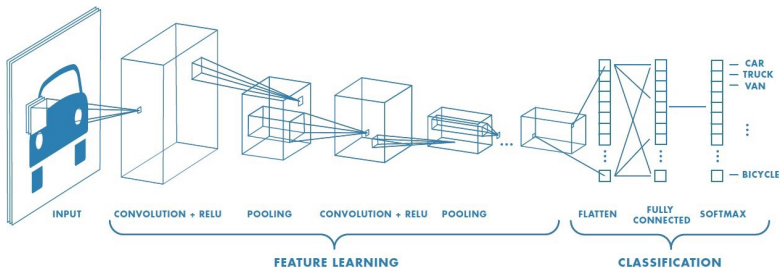 CAR
TRUCK
VAN
BICYCLE
INPUT
CONVOLUTION + RELU
POOLING
CONVOLUTION + RELU
POOLING
FLATTEN
FULLY
CONNECTED
SOFTMAX
FEATURE LEARNING
CLASSIFICATION